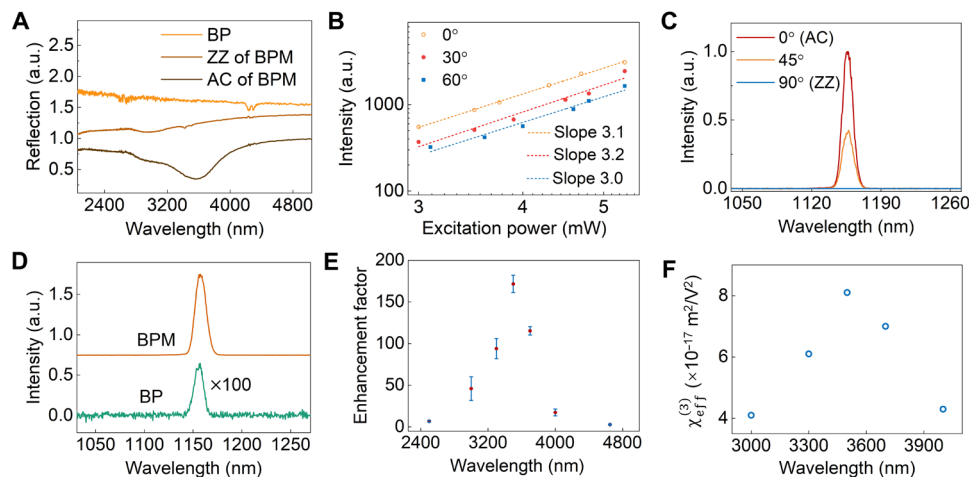 A
BP
ZZ of BPM
AC of BPM
2.5
2.0
1.5
1.0
0.5
Reflection (a.u.)
2400 3200 4000 4800
Wavelength (nm)
B
0°
30°
60°
1000
100
Intensity (a.u.)
Slope 3.1
Slope 3.2
Slope 3.0
3 4 5
Excitation power (mW)
C
0° (AC)
45°
90° (ZZ)
1.0
0.5
0.0
Intensity (a.u.)
1050 1120 1190 1260
Wavelength (nm)
D
1.5
1.0
0.5
0.0
Intensity (a.u.)
BPM
BP
×100
1050 1100 1150 1200 1250
Wavelength (nm)
E
200
150
100
50
0
Enhancement factor
2400 3200 4000 4800
Wavelength (nm)
F
8
6
4
χ(3)eff (×10⁻¹⁷ m²/V²)
3000 3300 3600 3900
Wavelength (nm)